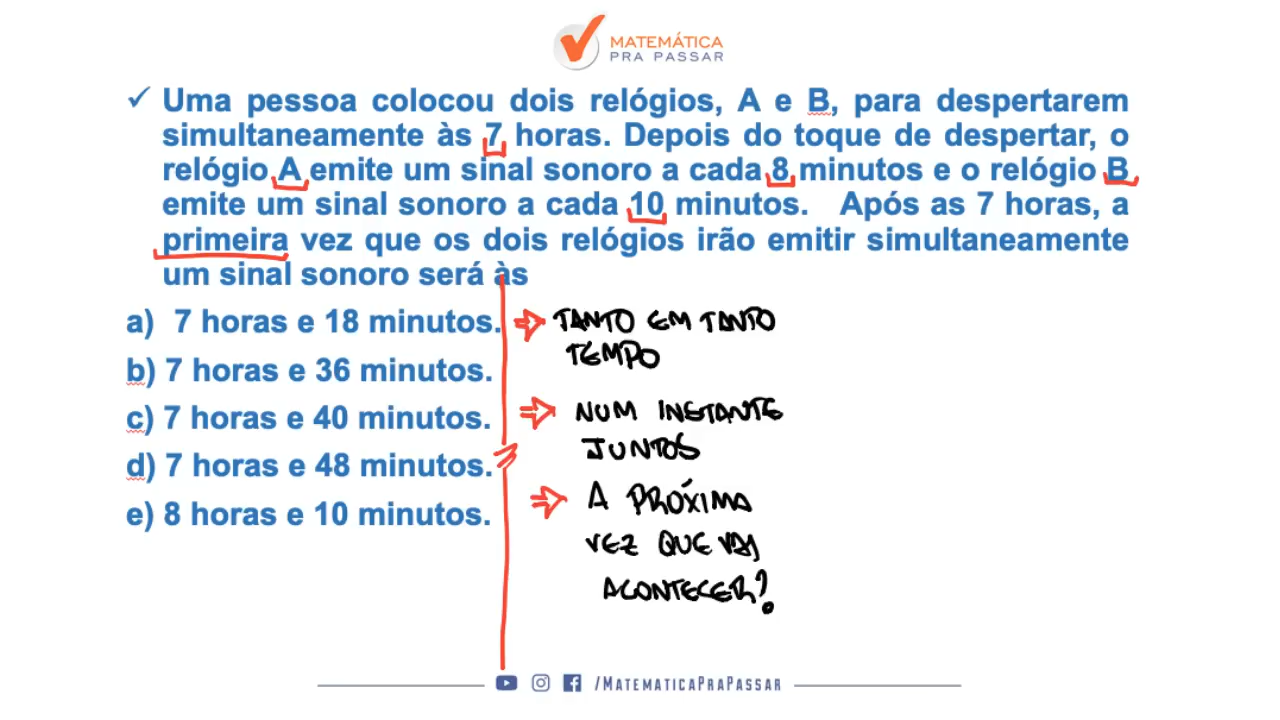 MATEMÁTICA
PRA PASSAR
✓ Uma pessoa colocou dois relógios, A e B, para despertarem
simultaneamente às 7 horas. Depois do toque de despertar, o
relógio A emite um sinal sonoro a cada 8 minutos e o relógio B
emite um sinal sonoro a cada 10 minutos. Após as 7 horas, a
primeira vez que os dois relógios irão emitir simultaneamente
um sinal sonoro será às
a) 7 horas e 18 minutos.
b) 7 horas e 36 minutos.
c) 7 horas e 40 minutos.
d) 7 horas e 48 minutos.
e) 8 horas e 10 minutos.
⇒ TANTO EM TANTO
TEMPO
⇒ NUM INSTANTE
JUNTOS
⇒ A PRÓXIMA
VEZ QUE VAI
ACONTECER?
/MATEMATICAPRAPASSAR